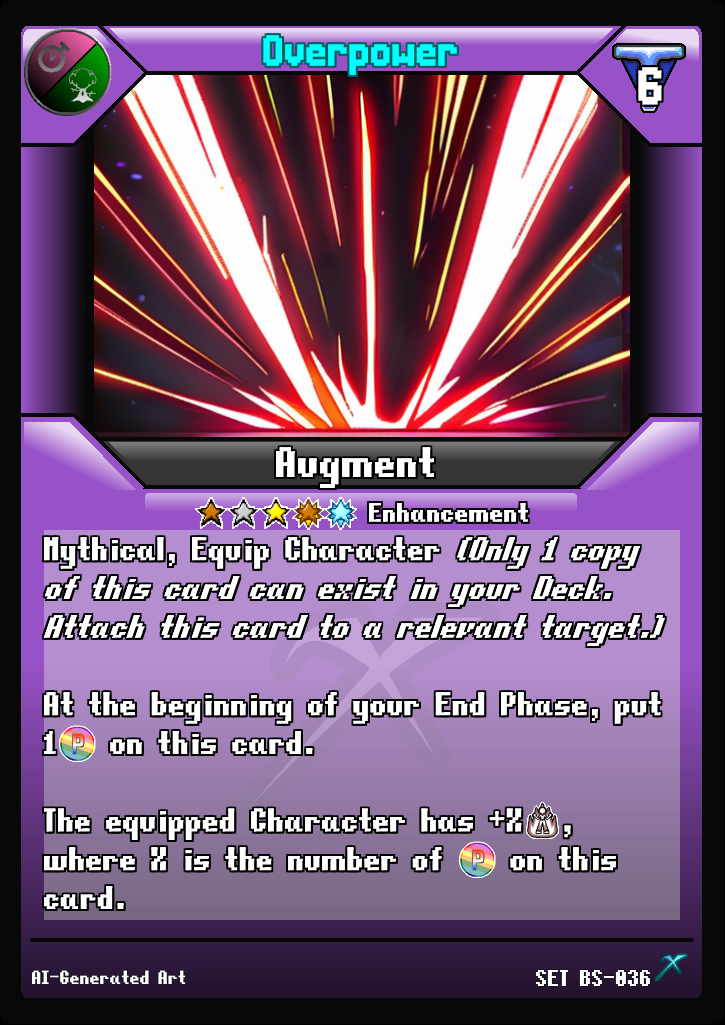 Overpower
6
Augment
Enhancement
Mythical, Equip Character (Only 1 copy
of this card can exist in your Deck.
Attach this card to a relevant target.)
At the beginning of your End Phase, put
1 P on this card.
The equipped Character has +X,
where X is the number of P on this
card.
AI-Generated Art
SET BS-036